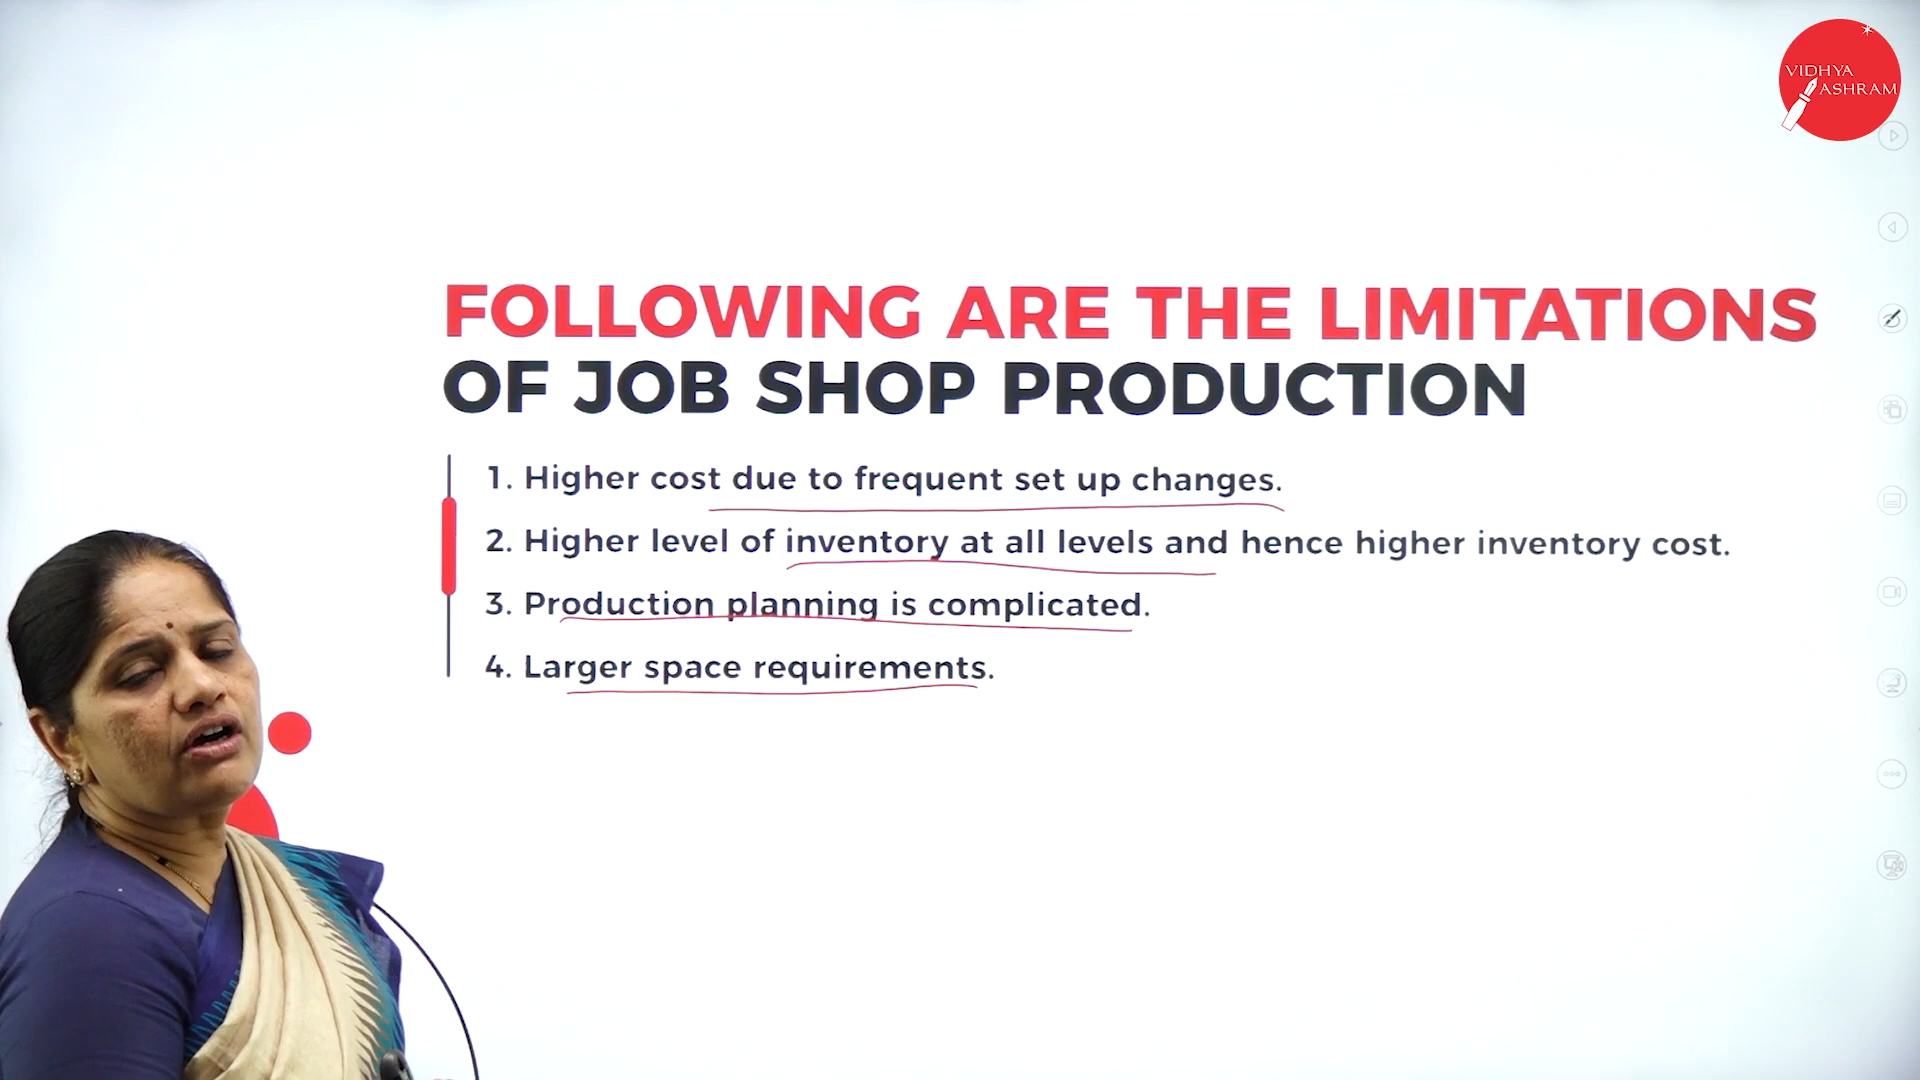 VIDHYA
ASHRAM
FOLLOWING ARE THE LIMITATIONS
OF JOB SHOP PRODUCTION
1. Higher cost due to frequent set up changes.
2. Higher level of inventory at all levels and hence higher inventory cost.
3. Production planning is complicated.
4. Larger space requirements.